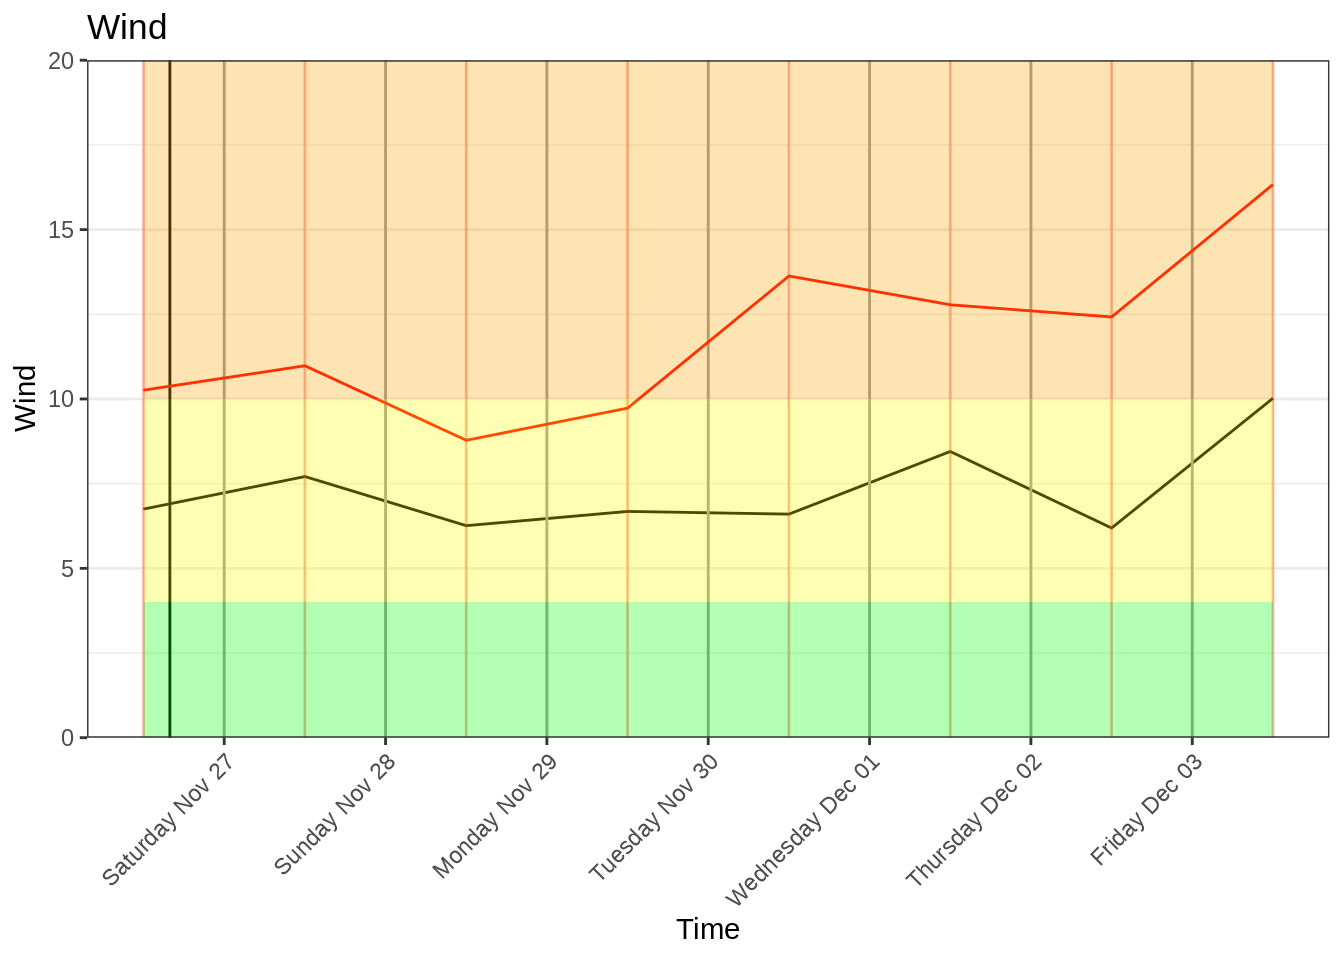 Wind
Wind
20
15
10
5
0
Saturday Nov 27
Sunday Nov 28
Monday Nov 29
Tuesday Nov 30
Wednesday Dec 01
Thursday Dec 02
Friday Dec 03
Time